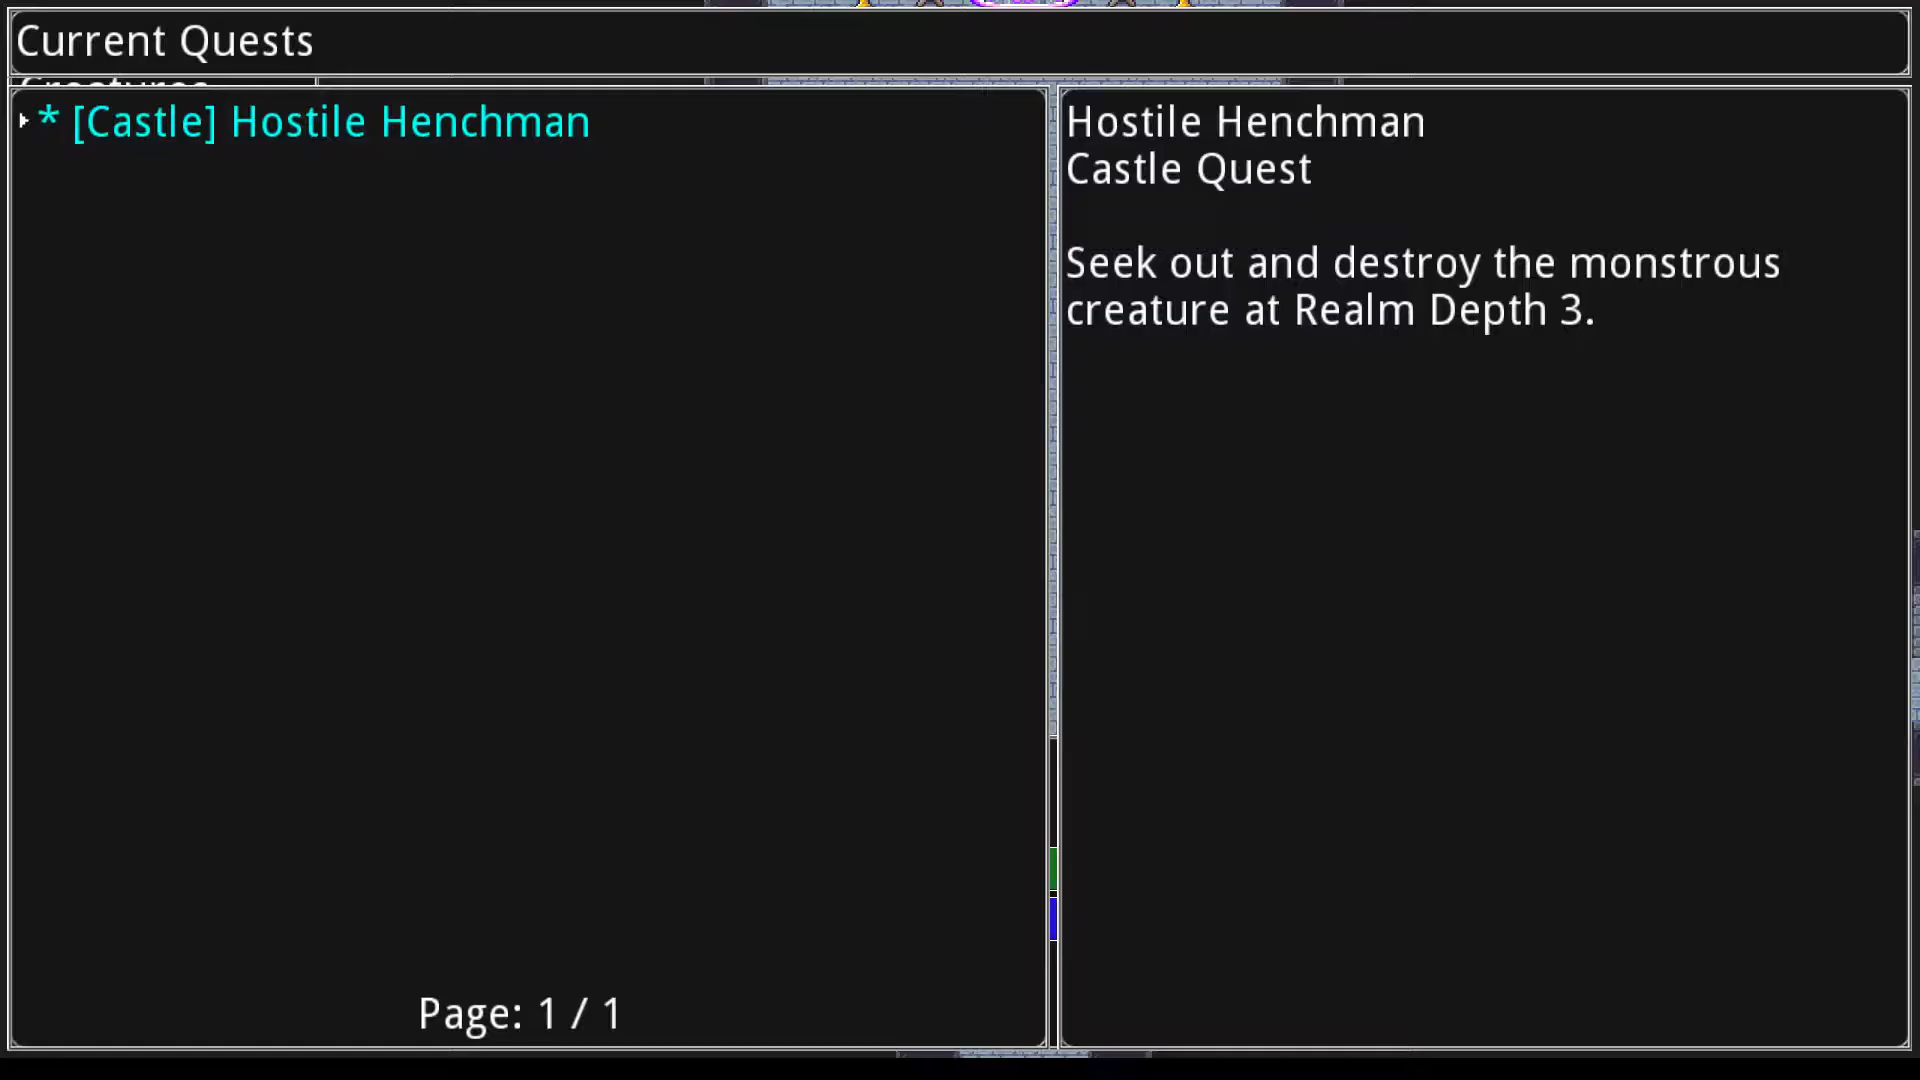 Current Quests
Creatures
* [Castle] Hostile Henchman
Hostile Henchman
Castle Quest
Seek out and destroy the monstrous
creature at Realm Depth 3.
Page: 1 / 1